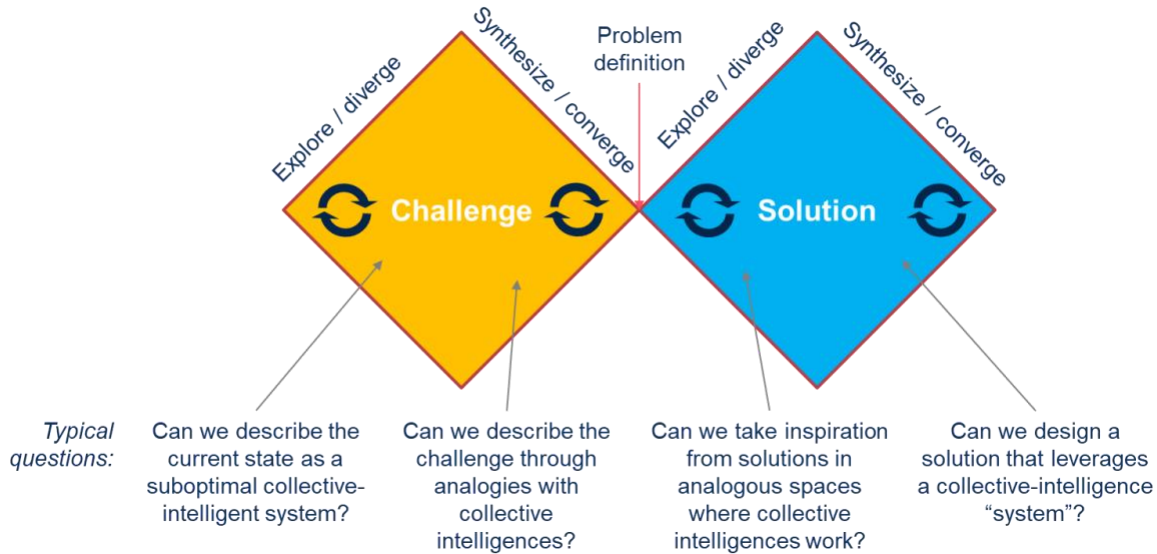 Explore / diverge
Synthesize / converge
Problem
definition
Explore / diverge
Synthesize / converge
Challenge
Solution
Typical
questions:
Can we describe the
current state as a
suboptimal collective-
intelligent system?
Can we describe the
challenge through
analogies with
collective
intelligences?
Can we take inspiration
from solutions in
analogous spaces
where collective
intelligences work?
Can we design a
solution that leverages
a collective-intelligence
“system”?